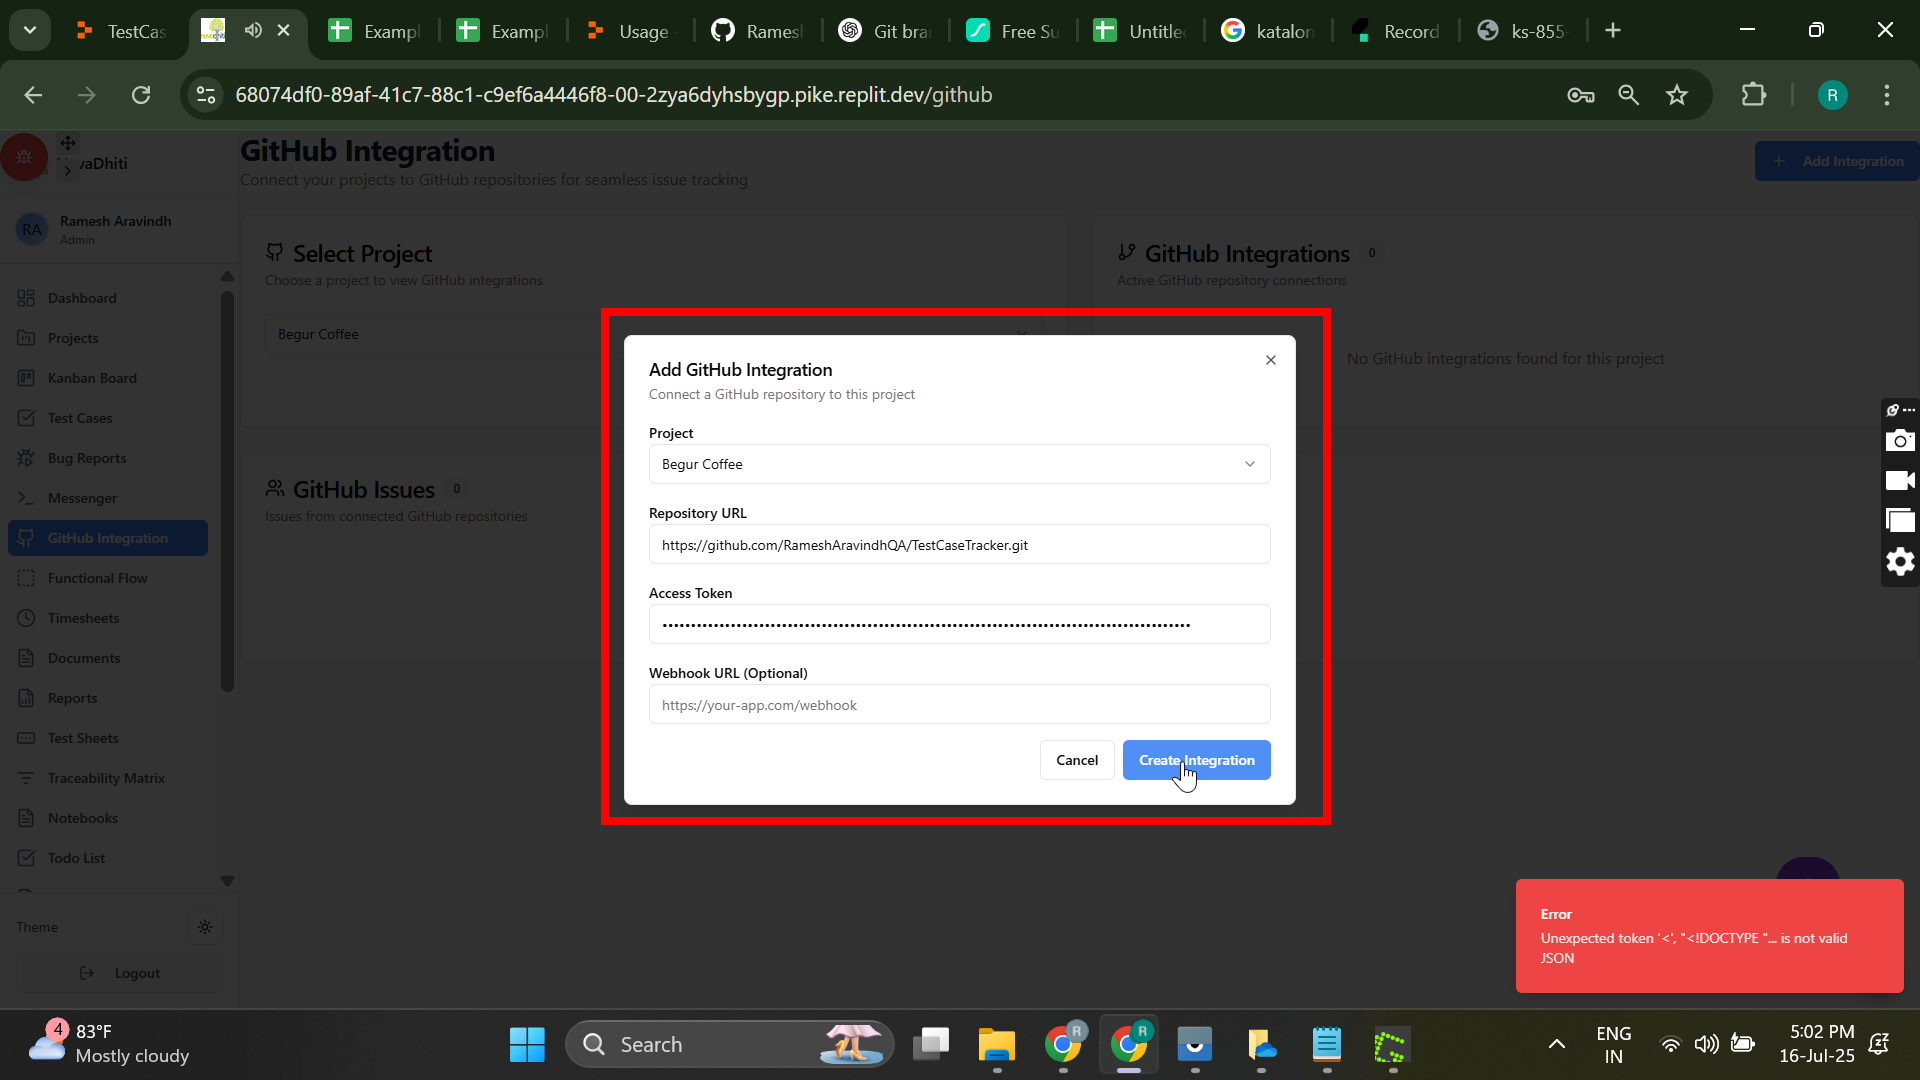 TestCas
Exampl
Exampl
Usage
Ramesh
Git bra
Free Su
Untitled
katalon
Record
ks-855-
68074df0-89af-41c7-88c1-c9ef6a4446f8-00-2zya6dyhsbygp.pike.replit.dev/github
R
vaDhiti
GitHub Integration
Connect your projects to GitHub repositories for seamless issue tracking
+ Add Integration
RA
Ramesh Aravindh
Admin
Dashboard
Projects
Kanban Board
Test Cases
Bug Reports
Messenger
GitHub Integration
Functional Flow
Timesheets
Documents
Reports
Test Sheets
Traceability Matrix
Notebooks
Todo List
Theme
Logout
Select Project
Choose a project to view GitHub integrations
Begur Coffee
GitHub Integrations 0
Active GitHub repository connections
No GitHub integrations found for this project
GitHub Issues 0
Issues from connected GitHub repositories
Add GitHub Integration
Connect a GitHub repository to this project
Project
Begur Coffee
Repository URL
https://github.com/RameshAravindhQA/TestCaseTracker.git
Access Token
Webhook URL (Optional)
https://your-app.com/webhook
Cancel
Create Integration
Error
Unexpected token '<', "<!DOCTYPE "... is not valid
JSON
4
83°F
Mostly cloudy
Search
R
R
ENG
IN
5:02 PM
16-Jul-25